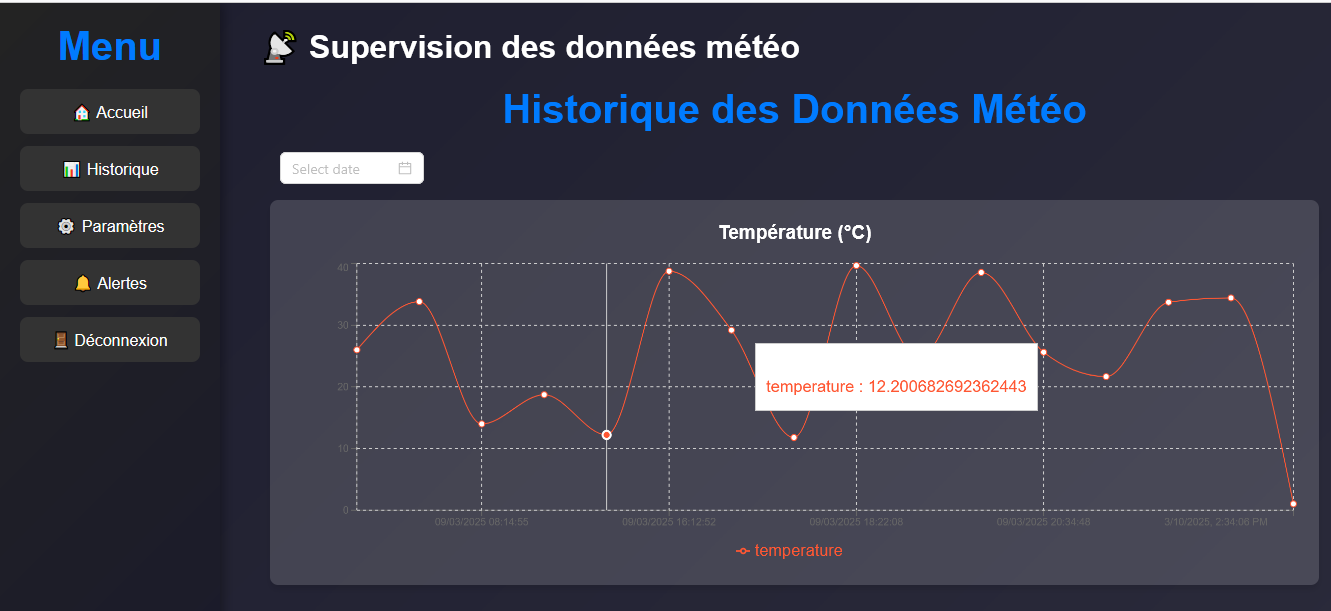 Menu
🏠 Accueil
📊 Historique
⚙️ Paramètres
🔔 Alertes
🚪 Déconnexion
📡 Supervision des données météo
Historique des Données Météo
Select date
Température (°C)
40
30
20
10
0
temperature : 12.200682692362443
09/03/2025 08:14:55
09/03/2025 16:12:52
09/03/2025 18:22:08
09/03/2025 20:34:48
3/10/2025, 2:34:06 PM
temperature